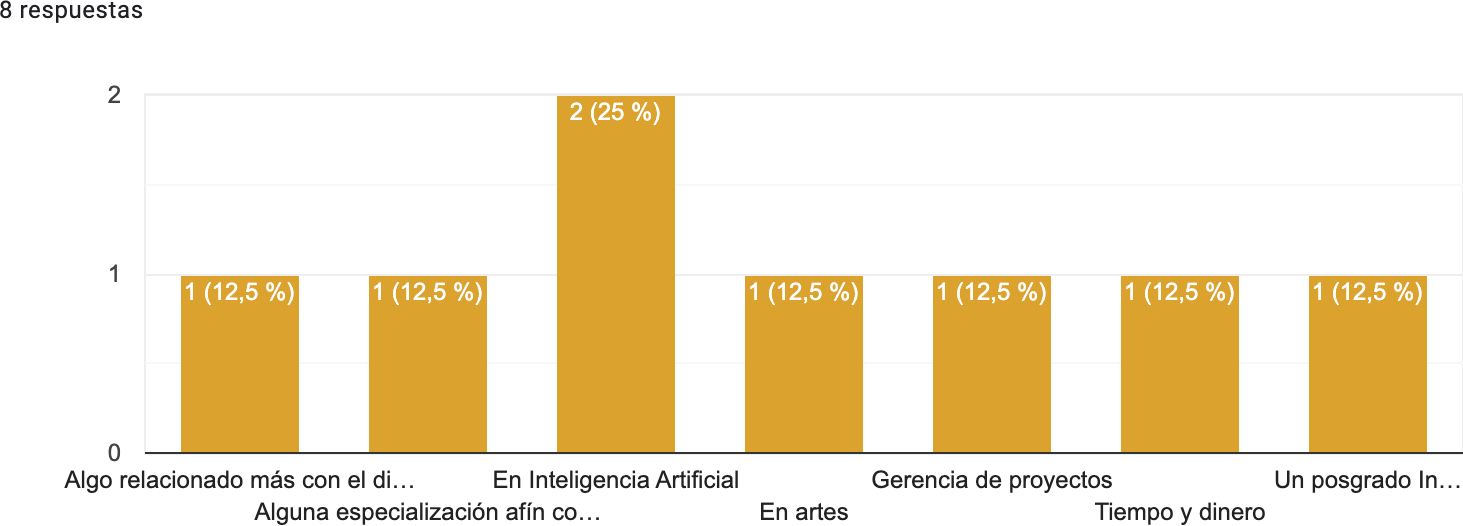 8 respuestas
2
2 (25 %)
1
1 (12,5 %) 1 (12,5 %) 1 (12,5 %) 1 (12,5 %) 1 (12,5 %) 1 (12,5 %)
0
Algo relacionado más con el di… En Inteligencia Artificial Gerencia de proyectos Un posgrado In…
Alguna especialización afín co… En artes Tiempo y dinero